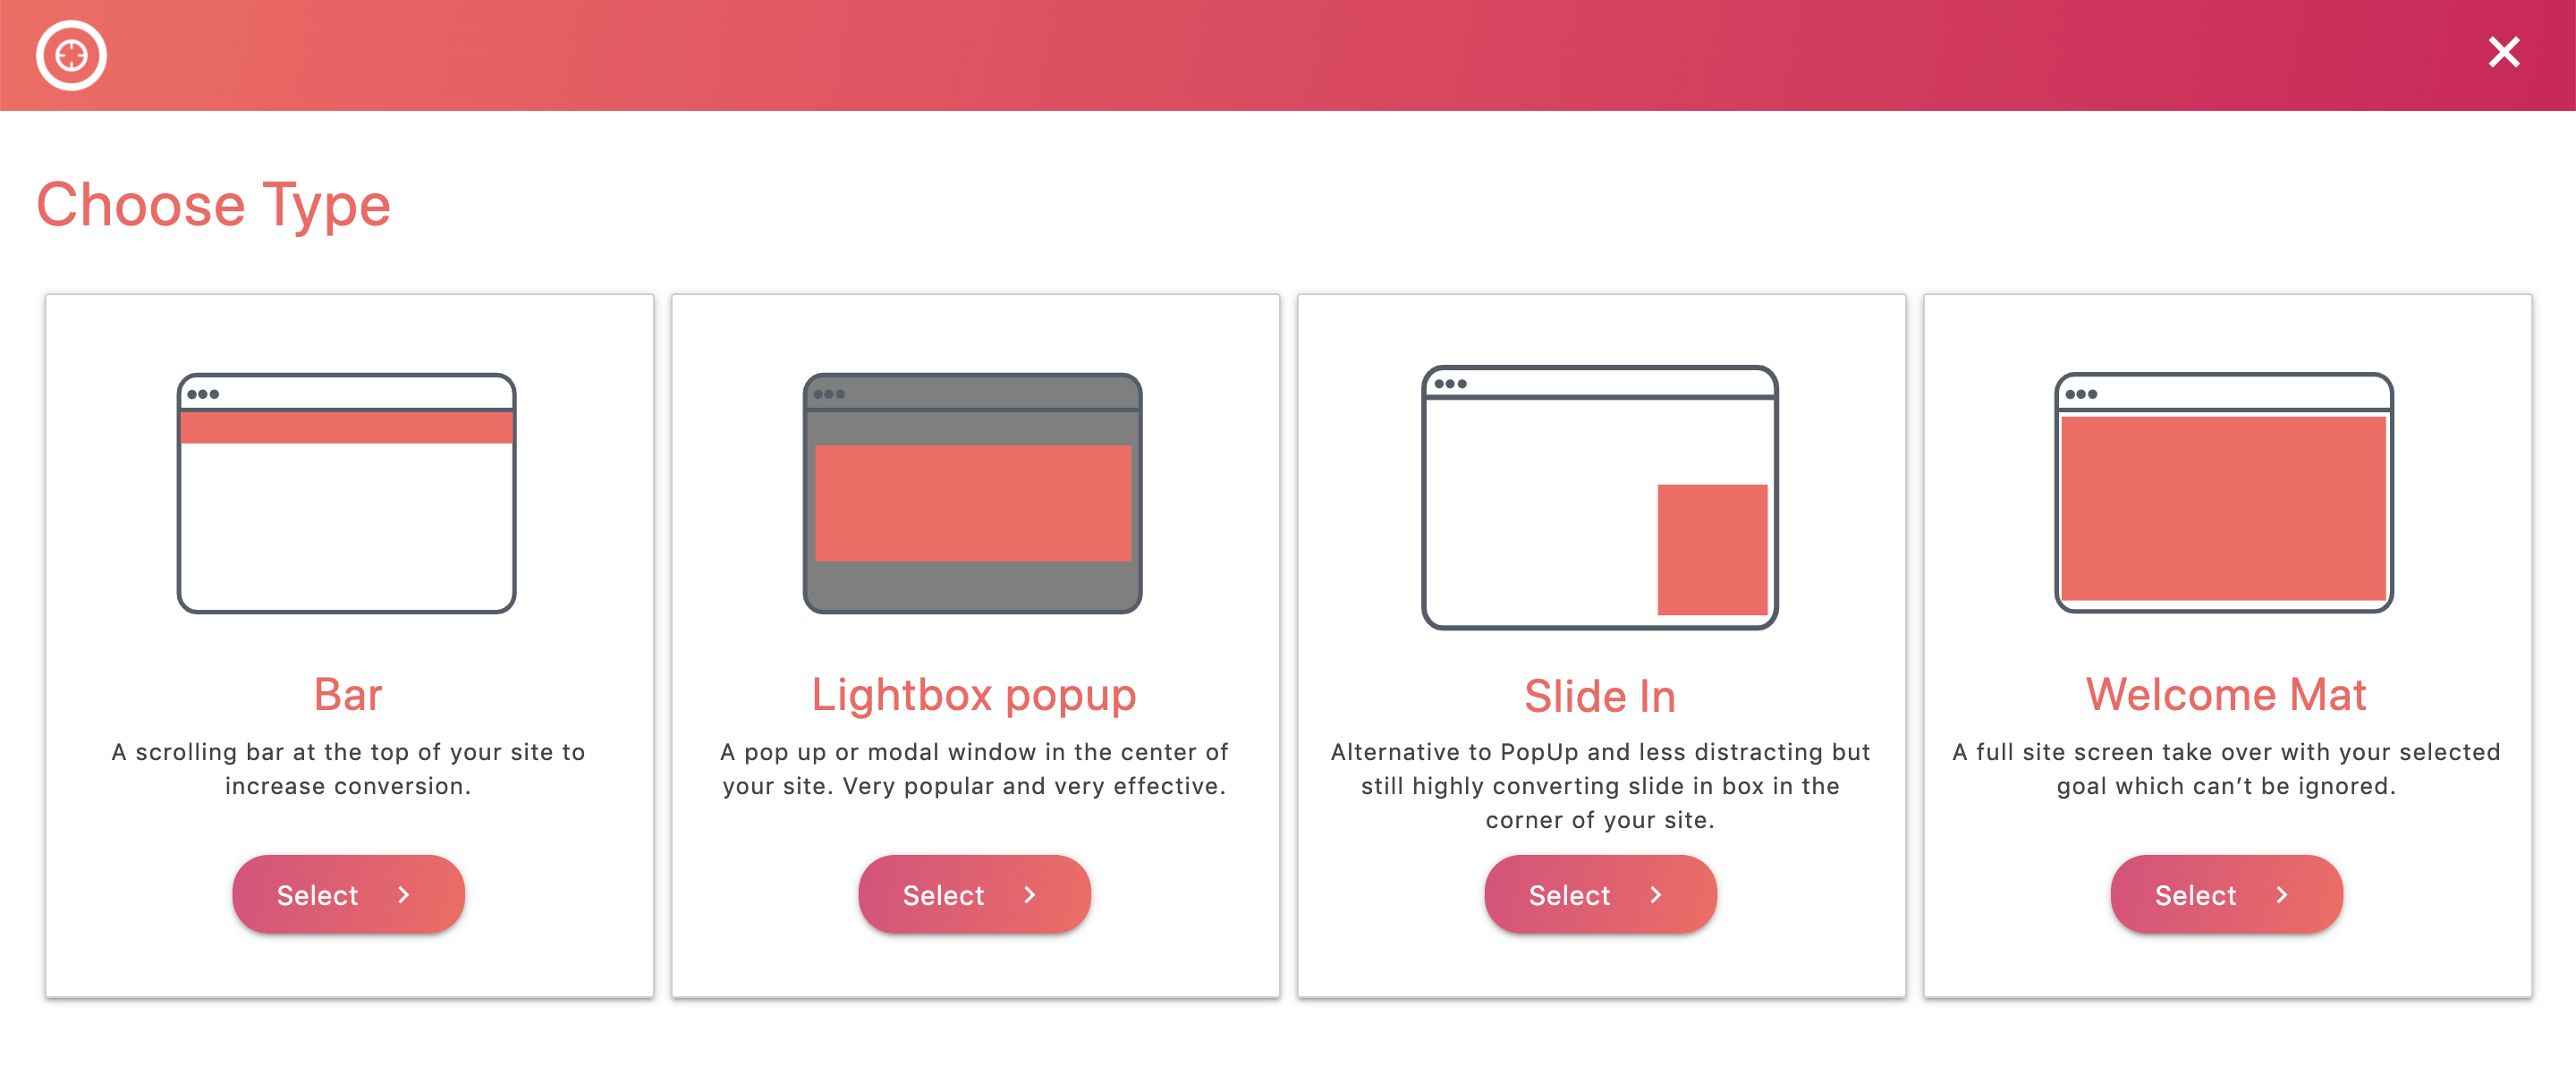 Choose Type
Bar
A scrolling bar at the top of your site to
increase conversion.
Select
Lightbox popup
A pop up or modal window in the center of
your site. Very popular and very effective.
Select
Slide In
Alternative to PopUp and less distracting but
still highly converting slide in box in the
corner of your site.
Select
Welcome Mat
A full site screen take over with your selected
goal which can’t be ignored.
Select